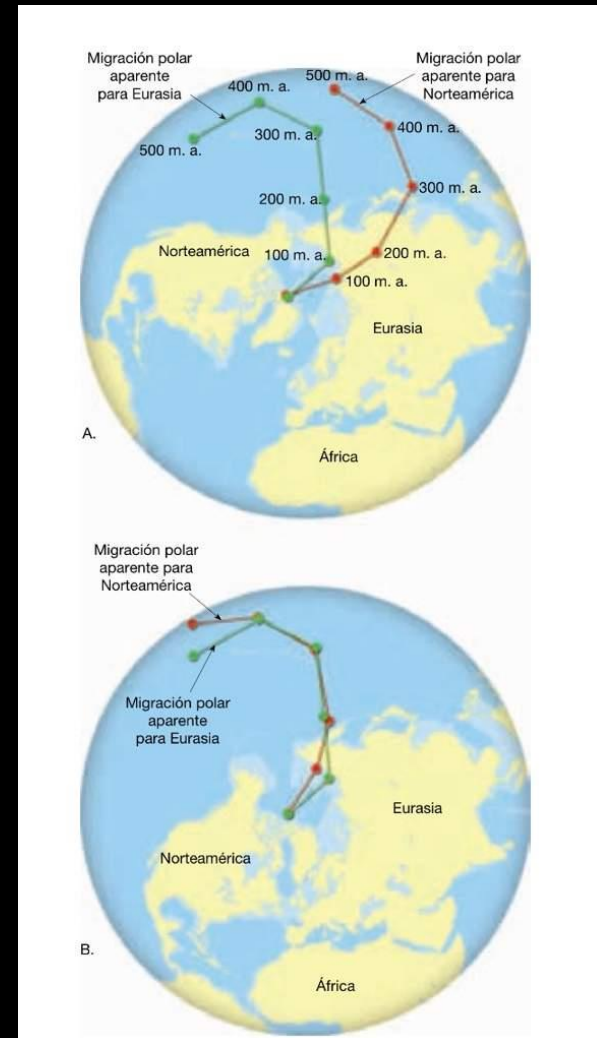 Migración polar
aparente
para Eurasia
Migración polar
aparente para
Norteamérica
500 m. a.
400 m. a.
400 m. a.
300 m. a.
500 m. a.
300 m. a.
200 m. a.
Norteamérica
100 m. a.
200 m. a.
100 m. a.
Eurasia
A.
África
Migración polar
aparente para
Norteamérica
Migración polar
aparente
para Eurasia
Eurasia
Norteamérica
B.
África